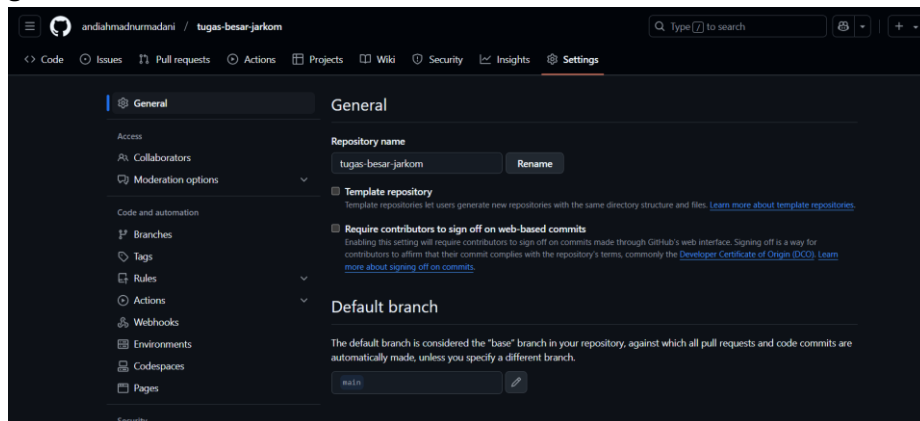 andiahmadnurmadani / tugas-besar-jarkom
Type / to search
<> Code Issues Pull requests Actions Projects Wiki Security Insights Settings
General
Access
Collaborators
Moderation options
Code and automation
Branches
Tags
Rules
Actions
Webhooks
Environments
Codespaces
Pages
Security
General
Repository name
tugas-besar-jarkom Rename
Template repository
Template repositories let users generate new repositories with the same directory structure and files. Learn more about template repositories.
Require contributors to sign off on web-based commits
Enabling this setting will require contributors to sign off on commits made through GitHub's web interface. Signing off is a way for
contributors to affirm that their commit complies with the repository's terms, commonly the Developer Certificate of Origin (DCO). Learn
more about signing off on commits.
Default branch
The default branch is considered the "base" branch in your repository, against which all pull requests and code commits are
automatically made, unless you specify a different branch.
main